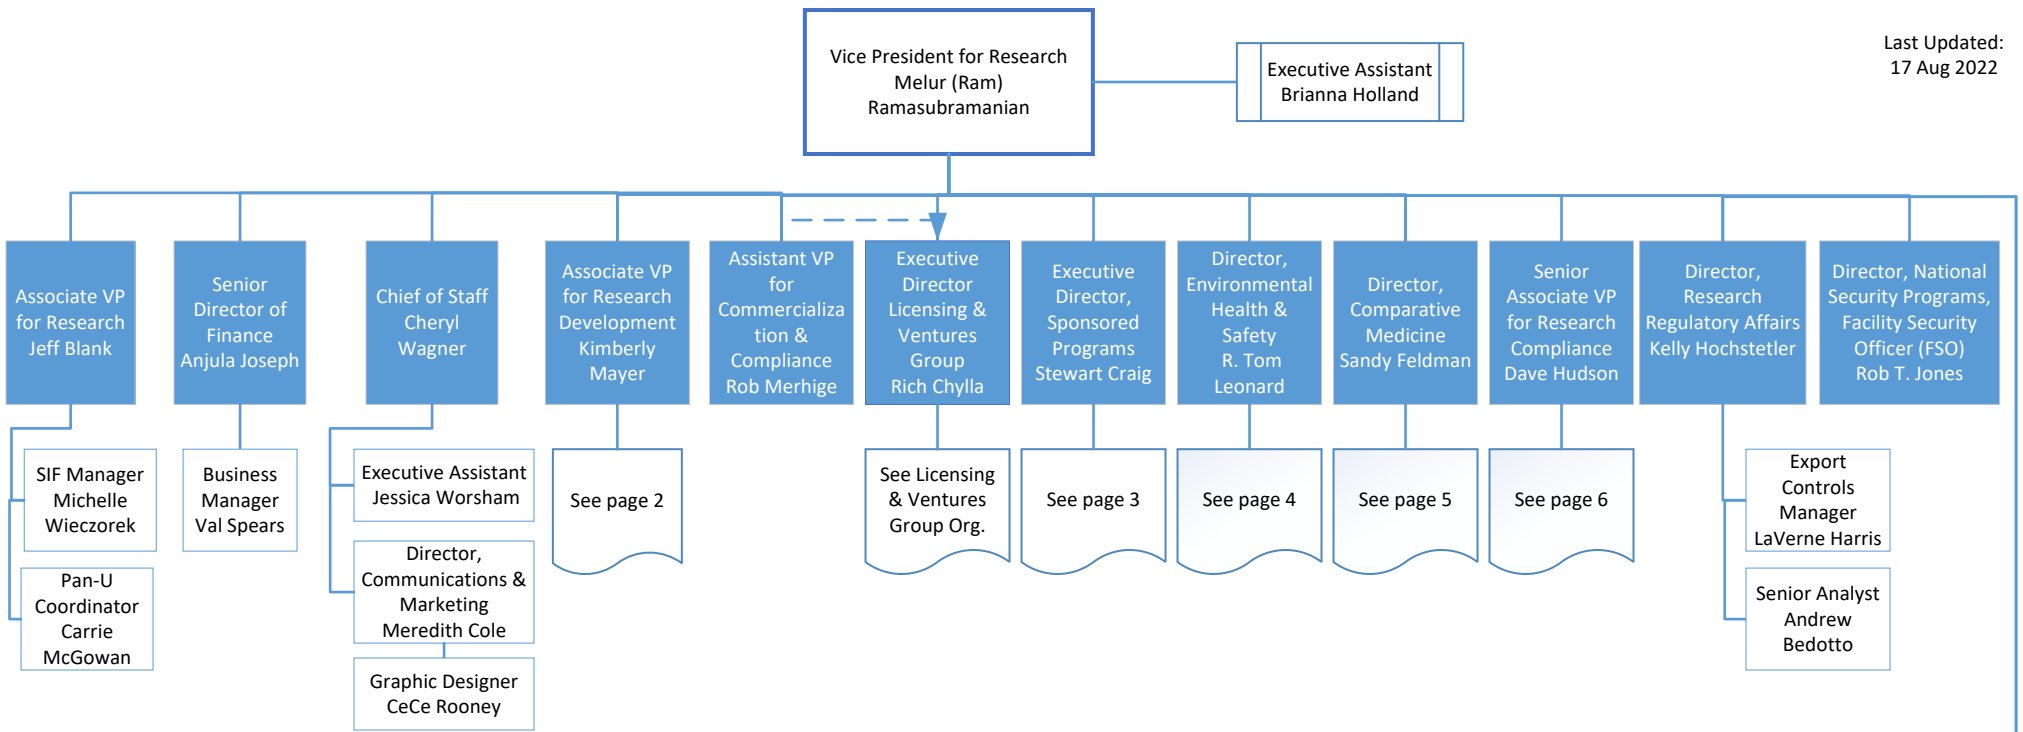 Vice President for Research
Melur (Ram)
Ramasubramanian
Executive Assistant
Brianna Holland
Last Updated:
17 Aug 2022
Associate VP
for Research
Jeff Blank
Senior
Director of
Finance
Anjula Joseph
Chief of Staff
Cheryl
Wagner
Associate VP
for Research
Development
Kimberly
Mayer
Assistant VP
for
Commercializa
tion &
Compliance
Rob Merhige
Executive
Director
Licensing &
Ventures
Group
Rich Chylla
Executive
Director,
Sponsored
Programs
Stewart Craig
Director,
Environmental
Health &
Safety
R. Tom
Leonard
Director,
Comparative
Medicine
Sandy Feldman
Senior
Associate VP
for Research
Compliance
Dave Hudson
Director,
Research
Regulatory Affairs
Kelly Hochstetler
Director, National
Security Programs,
Facility Security
Officer (FSO)
Rob T. Jones
SIF Manager
Michelle
Wieczorek
Business
Manager
Val Spears
Executive Assistant
Jessica Worsham
See page 2
See Licensing
& Ventures
Group Org.
See page 3
See page 4
See page 5
See page 6
Export
Controls
Manager
LaVerne Harris
Pan-U
Coordinator
Carrie
McGowan
Director,
Communications &
Marketing
Meredith Cole
Senior Analyst
Andrew
Bedotto
Graphic Designer
CeCe Rooney